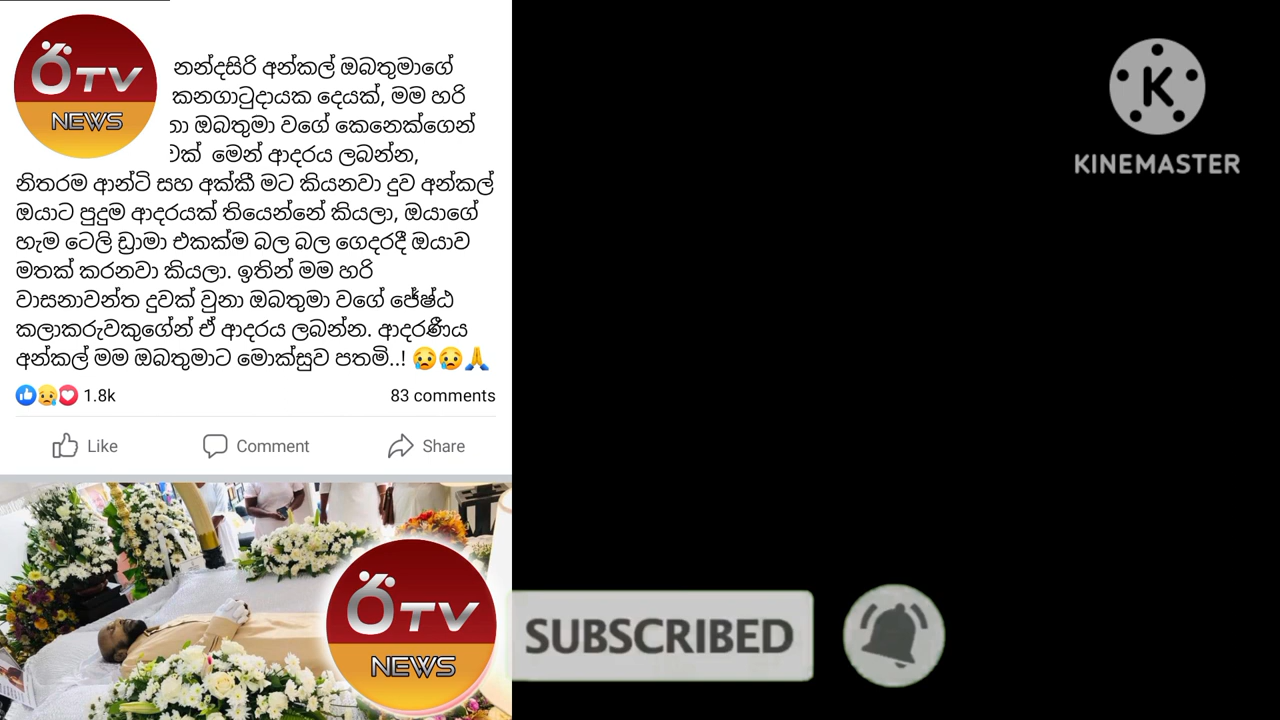 ඊTV
NEWS
නන්දසිරි අන්කල් ඔබතුමාගේ
කනගාටුදායක දෙයක්, මම හරි
ඔබතුමා වගේ කෙනෙක්ගෙන්
මෙන් ආදරය ලබන්න,
නිතරම ආන්ටි සහ අක්කී මට කියනවා දුව අන්කල්
ඔයාට පුදුම ආදරයක් තියෙන්නේ කියලා, ඔයාගේ
හැම ටෙලි ඩ්‍රාමා එකක්ම බල බල ගෙදරදී ඔයාව
මතක් කරනවා කියලා. ඉතින් මම හරි
වාසනාවන්ත දුවක් වුනා ඔබතුමා වගේ ජේෂ්ඨ
කලාකරුවකුගේන් ඒ ආදරය ලබන්න. ආදරණීය
අන්කල් මම ඔබතුමාට මොක්සුව පතමි..! 😥😥🙏
1.8k 83 comments
Like Comment Share
TV
NEWS
SUBSCRIBED
K
KINEMASTER